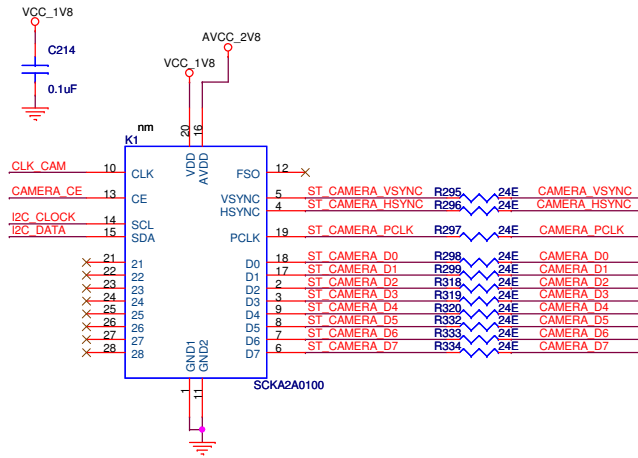 VCC_1V8
C214
0.1uF
AVCC_2V8
VCC_1V8
nm
K1
20
16
VDD
AVDD
CLK_CAM 10 CLK FSO 12
CAMERA_CE 13 CE VSYNC 5 ST_CAMERA_VSYNC R295 24E CAMERA_VSYNC
HSYNC 4 ST_CAMERA_HSYNC R296 24E CAMERA_HSYNC
I2C_CLOCK 14 SCL
I2C_DATA 15 SDA PCLK 19 ST_CAMERA_PCLK R297 24E CAMERA_PCLK
21 21 D0 18 ST_CAMERA_D0 R298 24E CAMERA_D0
22 22 D1 17 ST_CAMERA_D1 R299 24E CAMERA_D1
23 23 D2 2 ST_CAMERA_D2 R318 24E CAMERA_D2
24 24 D3 3 ST_CAMERA_D3 R319 24E CAMERA_D3
25 25 D4 9 ST_CAMERA_D4 R320 24E CAMERA_D4
26 26 D5 8 ST_CAMERA_D5 R332 24E CAMERA_D5
27 27 D6 7 ST_CAMERA_D6 R333 24E CAMERA_D6
28 28 D7 6 ST_CAMERA_D7 R334 24E CAMERA_D7
GND1
GND2
1
11
SCKA2A0100